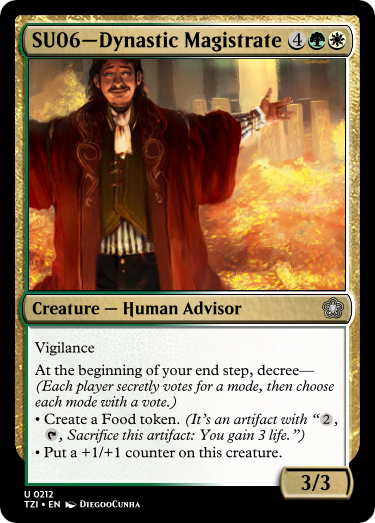 SU06—Dynastic Magistrate 4
Creature — Human Advisor
Vigilance
At the beginning of your end step, decree—
(Each player secretly votes for a mode, then choose
each mode with a vote.)
• Create a Food token. (It's an artifact with “2,
, Sacrifice this artifact: You gain 3 life.”)
• Put a +1/+1 counter on this creature.
3/3
U 0212
TZI • EN DiegooCunha